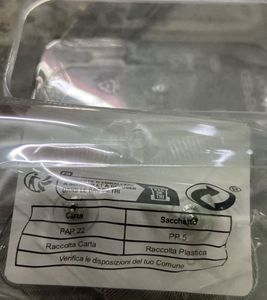 Carta Sacchetto
PAP 22 PP 5
Raccolta Carta Raccolta Plastica
Verifica le disposizioni del tuo Comune